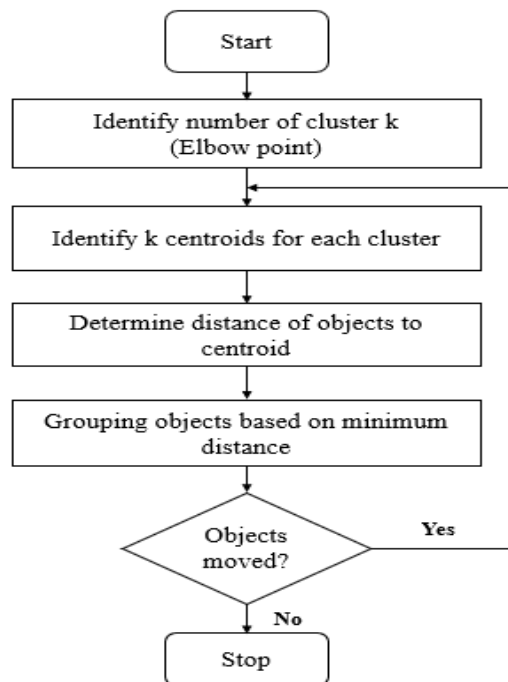 Start
Identify number of cluster k
(Elbow point)
Identify k centroids for each cluster
Determine distance of objects to
centroid
Grouping objects based on minimum
distance
Objects
moved?
Yes
No
Stop